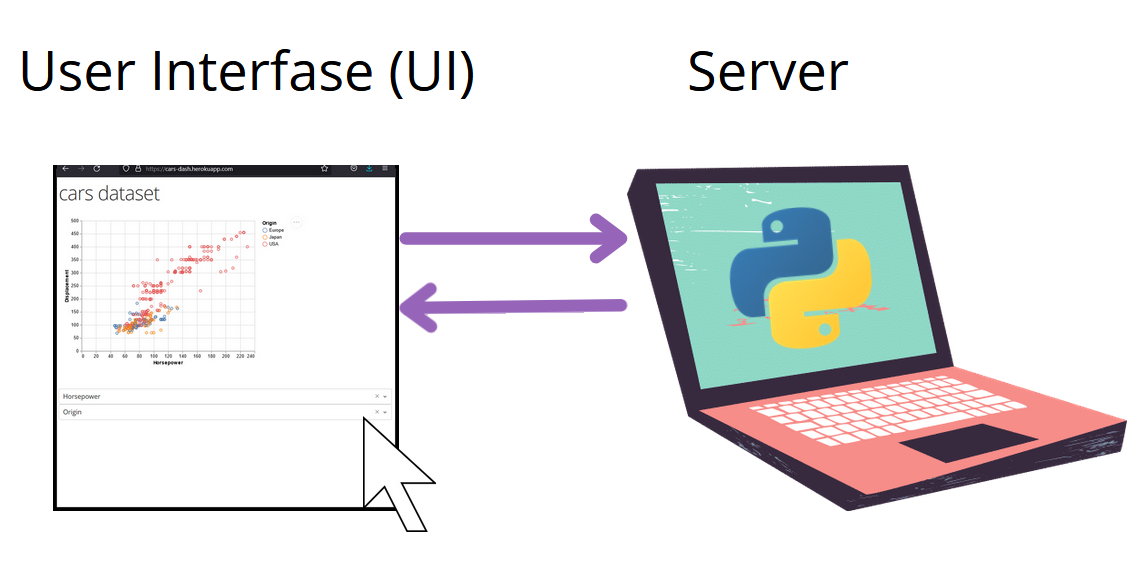 User Interfase (UI)
Server
https://cars-dash.herokuapp.com
cars dataset
500
450
400
350
300
250
200
150
100
50
0
Displacement
0 20 40 60 80 100 120 140 160 180 200 220 240
Horsepower
Origin
Europe
Japan
USA
Horsepower
Origin